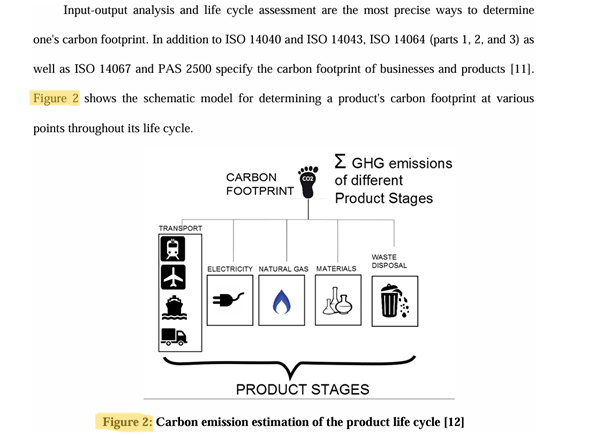 Input-output analysis and life cycle assessment are the most precise ways to determine
one's carbon footprint. In addition to ISO 14040 and ISO 14043, ISO 14064 (parts 1, 2, and 3) as
well as ISO 14067 and PAS 2500 specify the carbon footprint of businesses and products [11].
Figure 2 shows the schematic model for determining a product's carbon footprint at various
points throughout its life cycle.
CARBON
FOOTPRINT
CO2
Σ GHG emissions
of different
Product Stages
TRANSPORT
ELECTRICITY
NATURAL GAS
MATERIALS
WASTE
DISPOSAL
PRODUCT STAGES
Figure 2: Carbon emission estimation of the product life cycle [12]